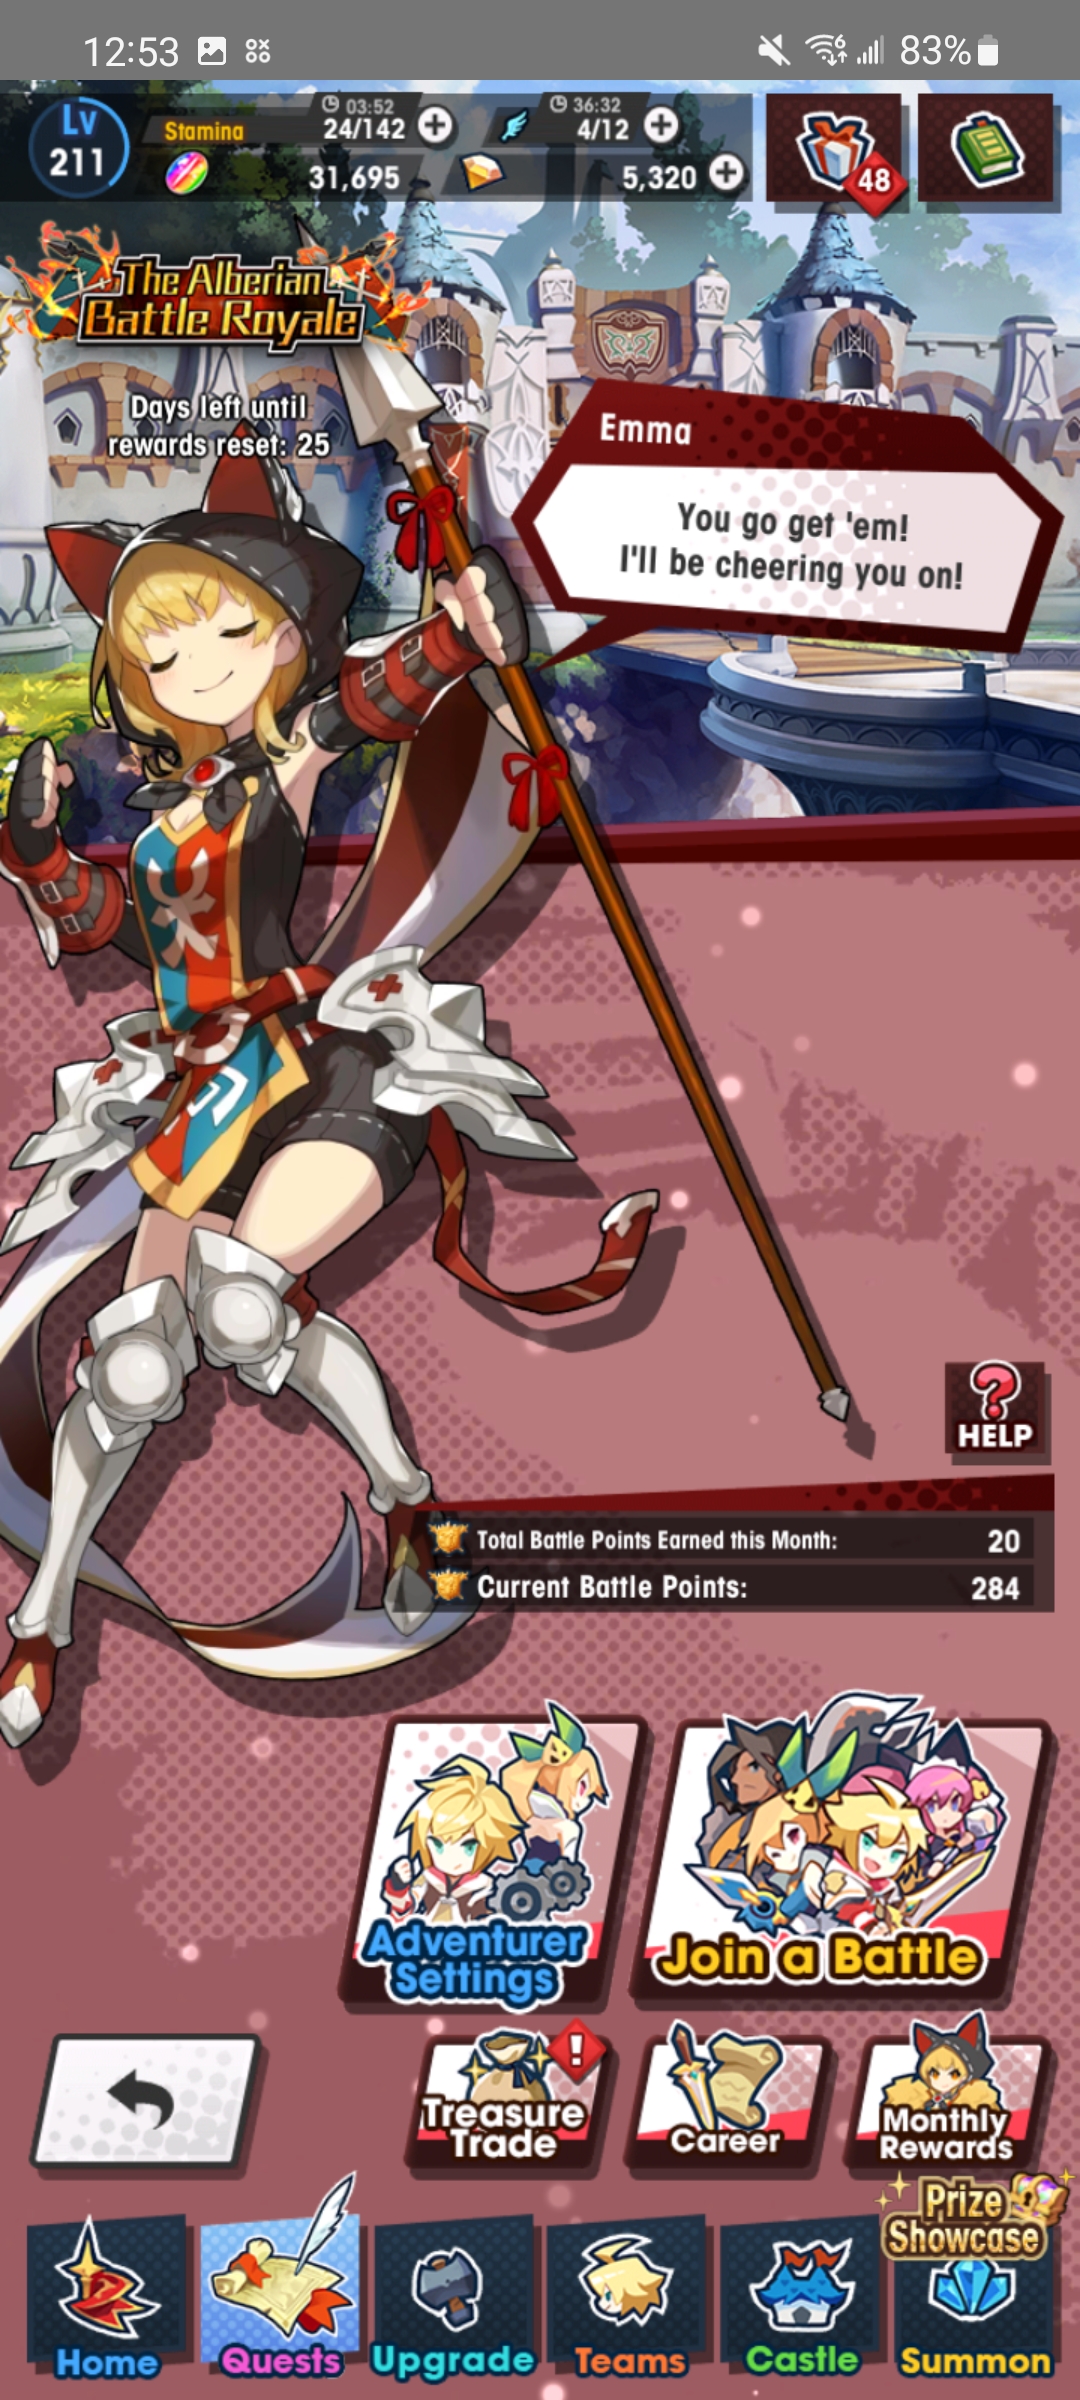 12:53
83%
Lv
211
Stamina
03:52
24/142
36:32
4/12
31,695
5,320
48
The Alberian
Battle Royale
Days left until
rewards reset: 25
Emma
You go get 'em!
I'll be cheering you on!
HELP
Total Battle Points Earned this Month: 20
Current Battle Points: 284
Adventurer
Settings
Join a Battle
Treasure
Trade
Career
Monthly
Rewards
Prize
Showcase
Home
Quests
Upgrade
Teams
Castle
Summon